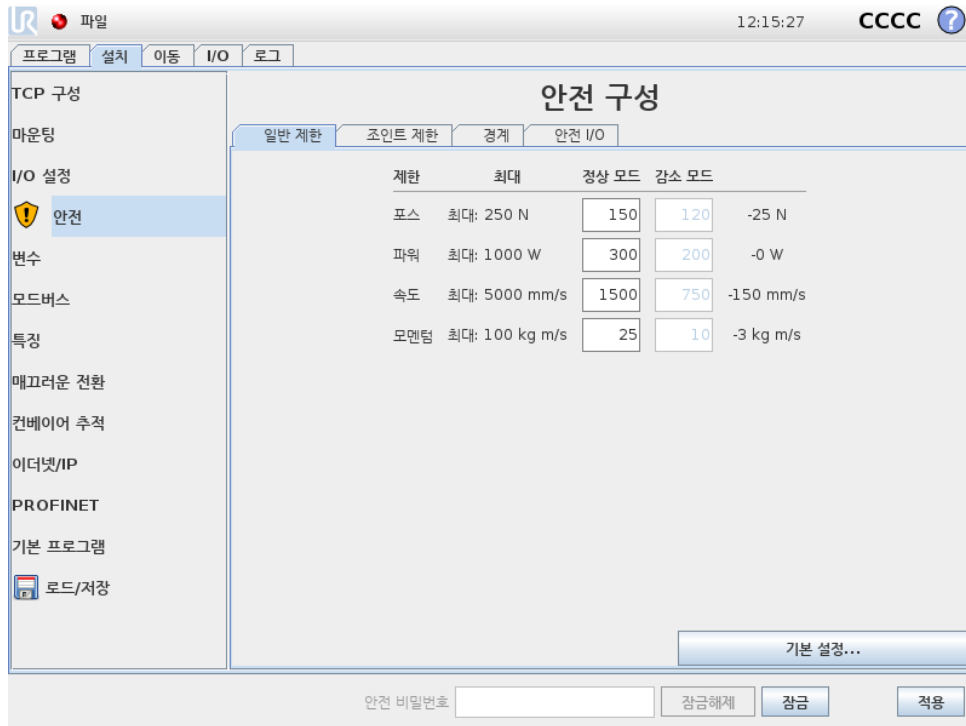 UR 파일 12:15:27 CCCC ?
프로그램 설치 이동 I/O 로그
TCP 구성
마운팅
I/O 설정
안전
변수
모드버스
특징
매끄러운 전환
컨베이어 추적
이더넷/IP
PROFINET
기본 프로그램
로드/저장
안전 구성
일반 제한 조인트 제한 경계 안전 I/O
제한 최대 정상 모드 감소 모드
포스 최대: 250 N 150 120 -25 N
파워 최대: 1000 W 300 200 -0 W
속도 최대: 5000 mm/s 1500 750 -150 mm/s
모멘텀 최대: 100 kg m/s 25 10 -3 kg m/s
기본 설정...
안전 비밀번호 잠금해제 잠금 적용